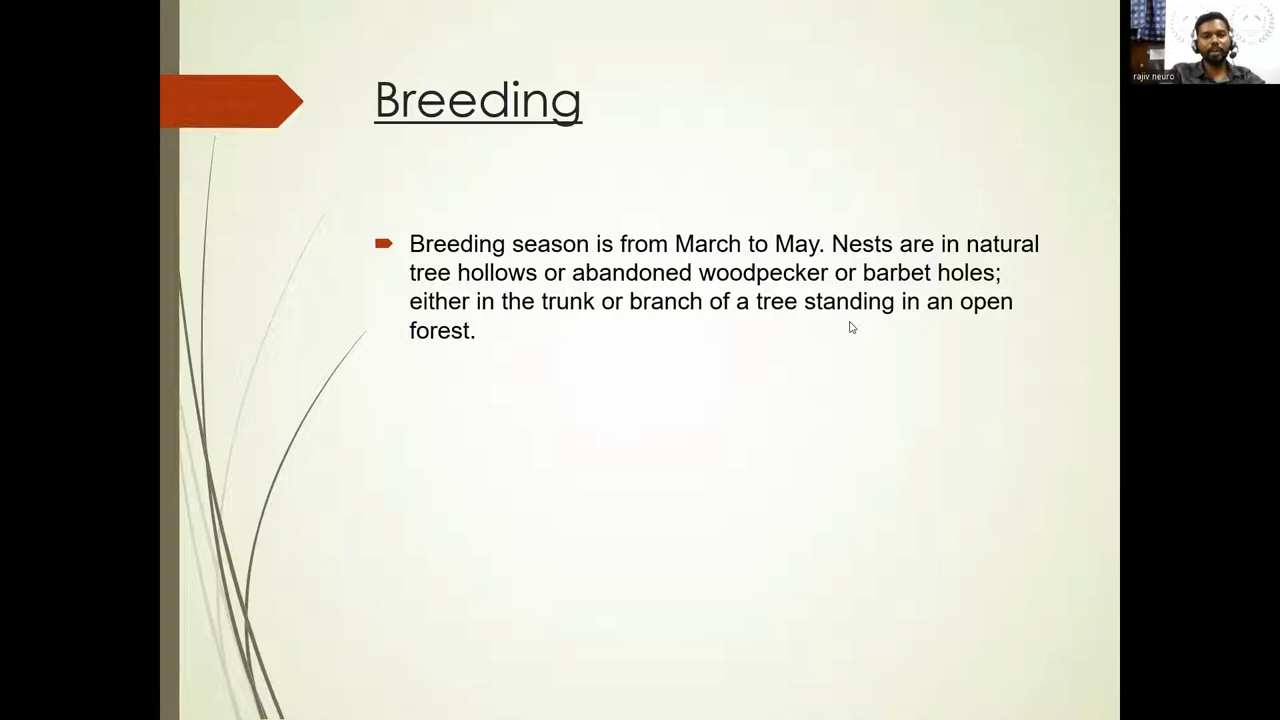 Breeding
Breeding season is from March to May. Nests are in natural
tree hollows or abandoned woodpecker or barbet holes;
either in the trunk or branch of a tree standing in an open
forest.
rajiv neuro